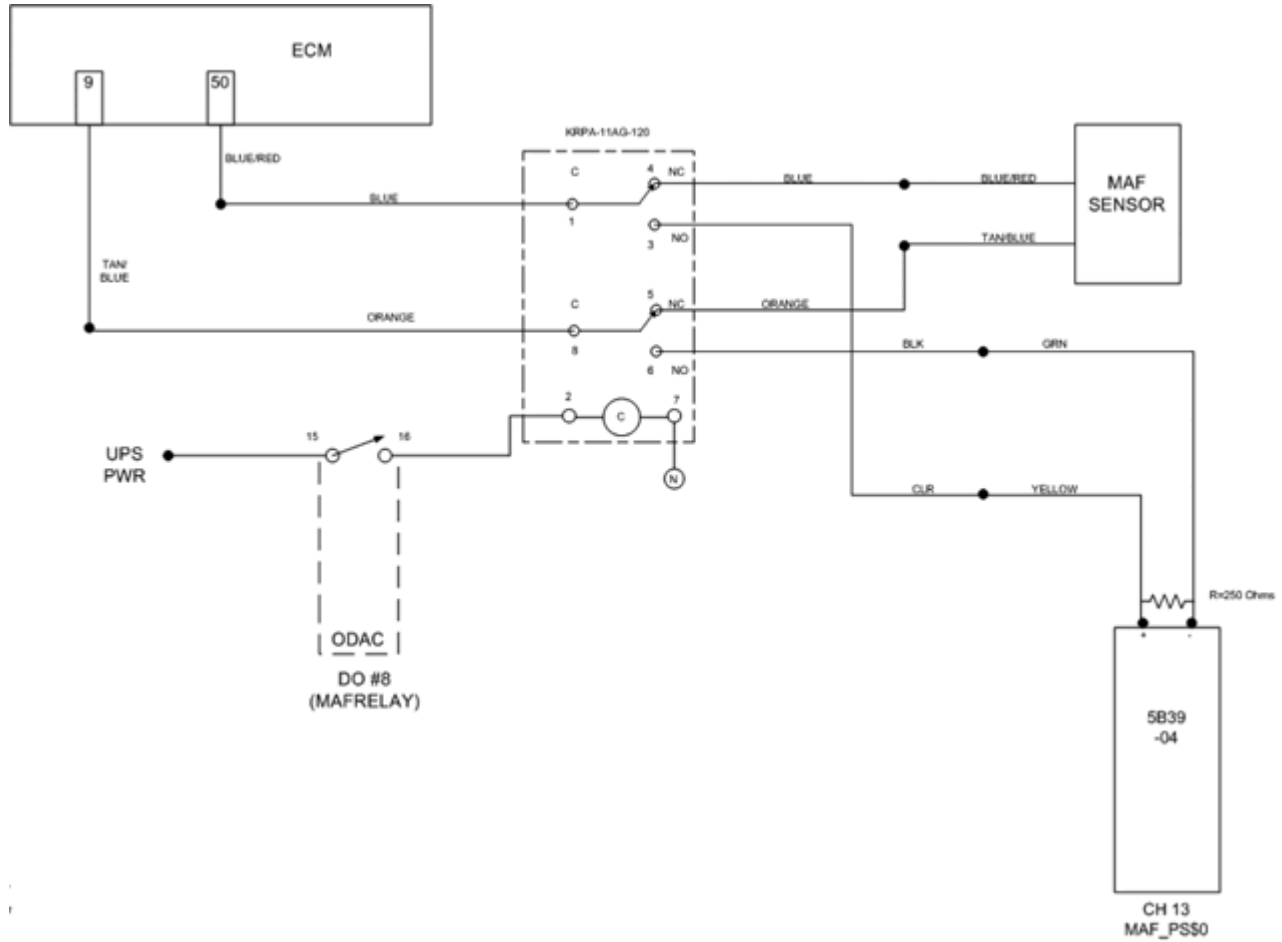 ECM
9
50
BLUE/RED
KRPA-11AG-120
C
4
NC
BLUE
BLUE
BLUE/RED
MAF
SENSOR
1
3
NO
TAN/BLUE
TAN/
BLUE
C
5
NC
ORANGE
ORANGE
8
6
NO
BLK
GRN
2
C
7
15
16
UPS
PWR
N
CLR
YELLOW
R=250 Ohms
ODAC
+
-
DO #8
(MAFRELAY)
5B39
-04
CH 13
MAF_PS$0